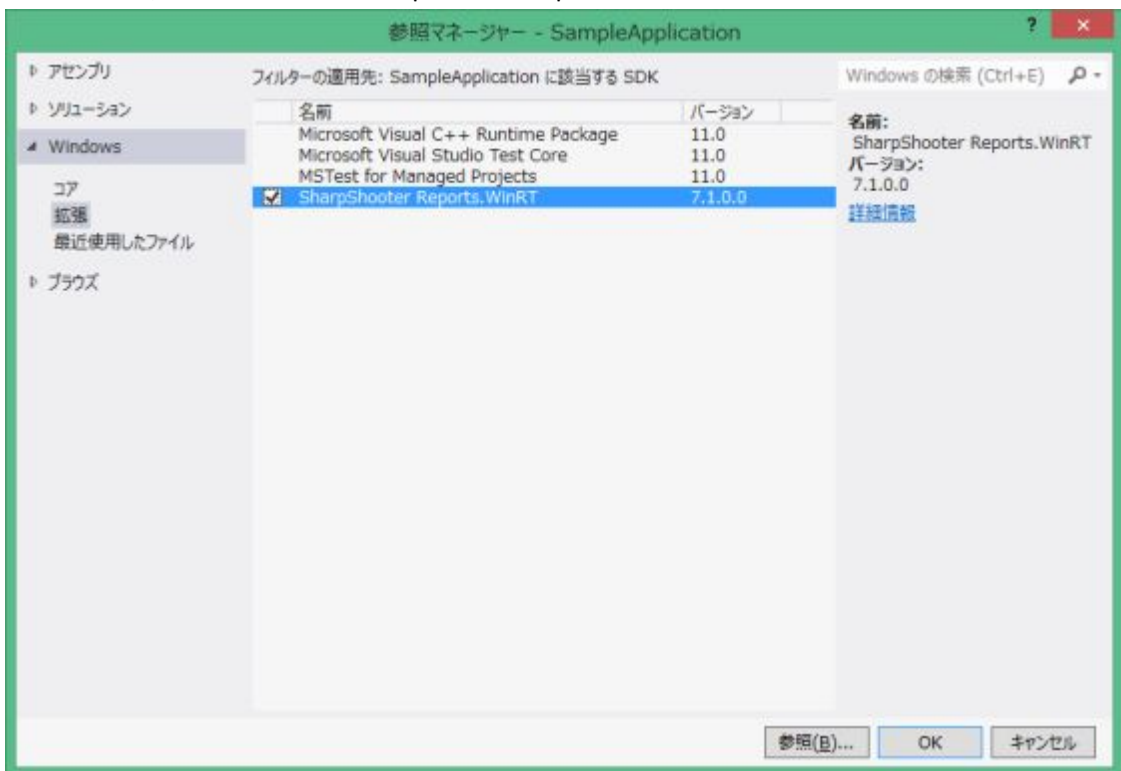 参照マネージャー - SampleApplication
?
アセンブリ
ソリューション
Windows
コア
拡張
最近使用したファイル
ブラウズ
フィルターの適用先: SampleApplication に該当する SDK
名前 バージョン
Microsoft Visual C++ Runtime Package 11.0
Microsoft Visual Studio Test Core 11.0
MSTest for Managed Projects 11.0
SharpShooter Reports.WinRT 7.1.0.0
Windows の検索 (Ctrl+E)
名前:
SharpShooter Reports.WinRT
バージョン:
7.1.0.0
詳細情報
参照(B)... OK キャンセル